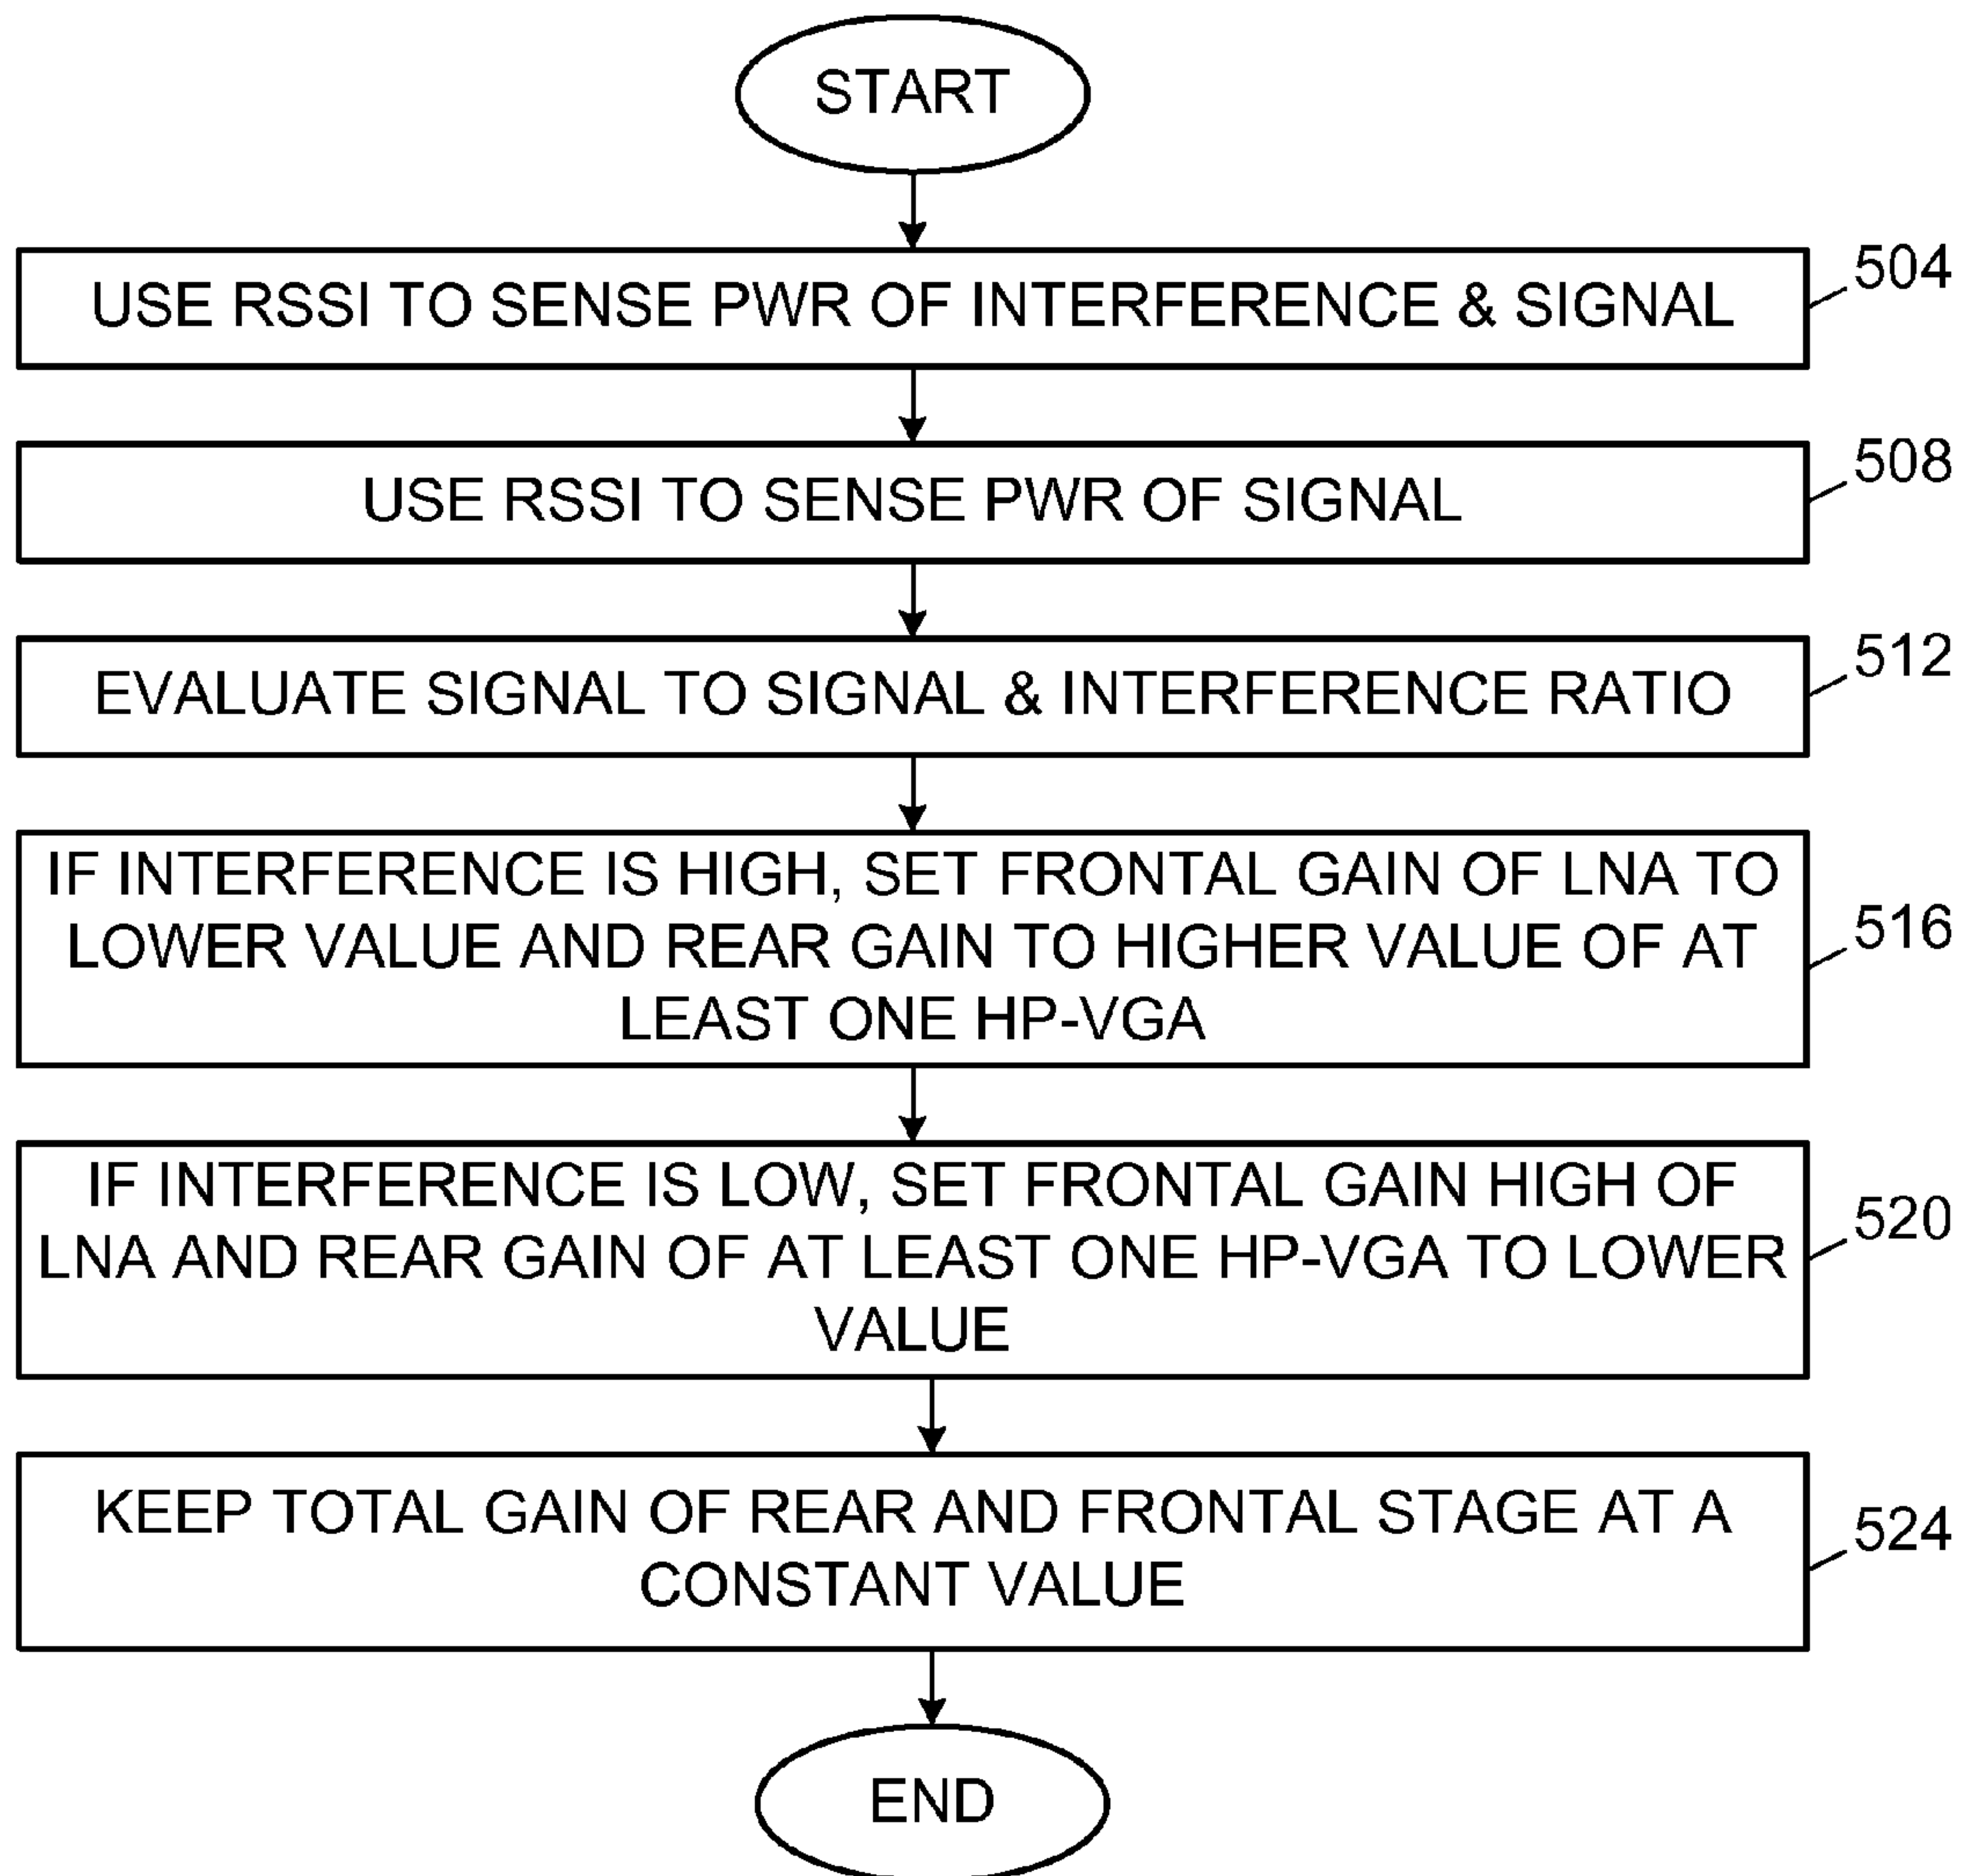 START
USE RSSI TO SENSE PWR OF INTERFERENCE & SIGNAL
504
USE RSSI TO SENSE PWR OF SIGNAL
508
EVALUATE SIGNAL TO SIGNAL & INTERFERENCE RATIO
512
IF INTERFERENCE IS HIGH, SET FRONTAL GAIN OF LNA TO
LOWER VALUE AND REAR GAIN TO HIGHER VALUE OF AT
LEAST ONE HP-VGA
516
IF INTERFERENCE IS LOW, SET FRONTAL GAIN HIGH OF
LNA AND REAR GAIN OF AT LEAST ONE HP-VGA TO LOWER
VALUE
520
KEEP TOTAL GAIN OF REAR AND FRONTAL STAGE AT A
CONSTANT VALUE
524
END